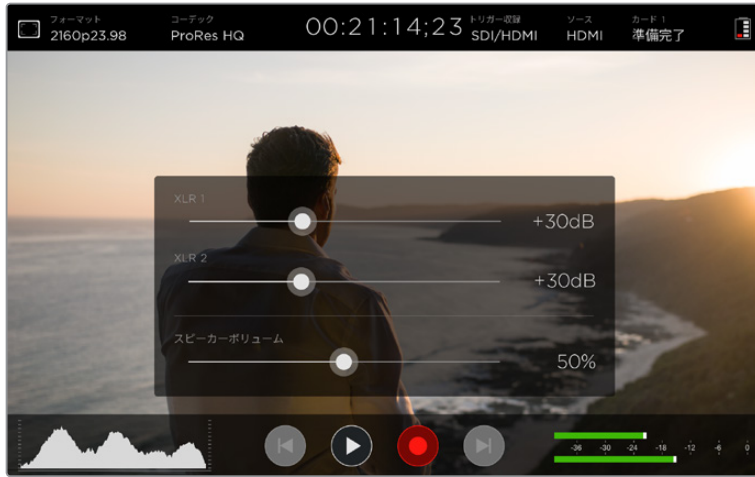 フォーマット
2160p23.98
コーデック
ProRes HQ
00:21:14;23
トリガー収録
SDI/HDMI
ソース
HDMI
カード 1
準備完了
XLR 1
+30dB
XLR 2
+30dB
スピーカーボリューム
50%
-36 -30 -24 -18 -12 -6 0